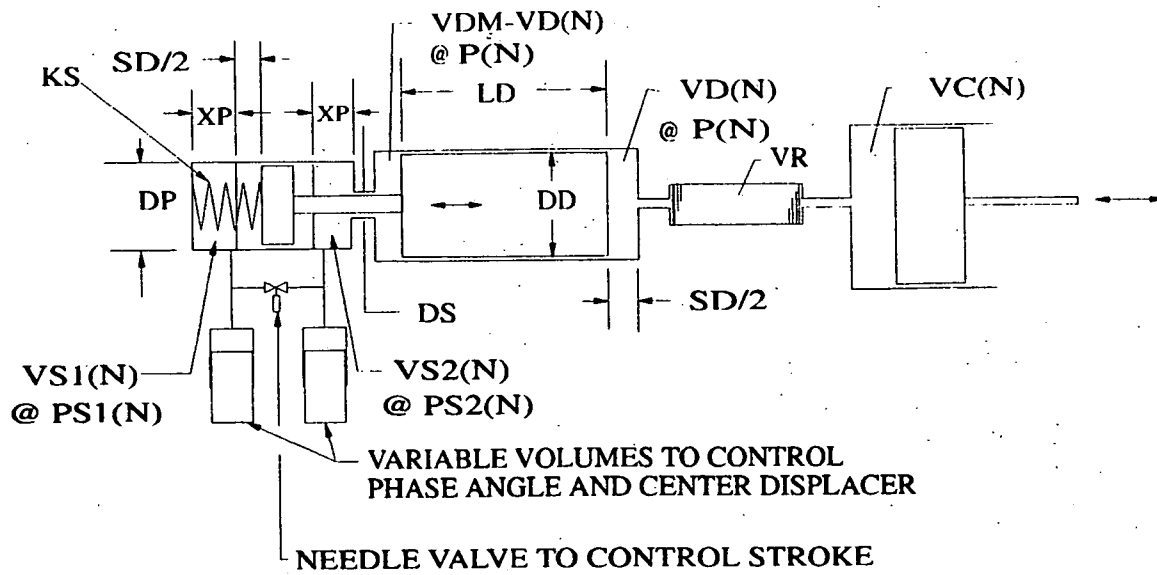 VDM-VD(N)
@ P(N)
SD/2
KS
XP
XP
LD
VD(N)
@ P(N)
VC(N)
VR
DP
DD
DS
SD/2
VS1(N)
@ PS1(N)
VS2(N)
@ PS2(N)
VARIABLE VOLUMES TO CONTROL
PHASE ANGLE AND CENTER DISPLACER
NEEDLE VALVE TO CONTROL STROKE